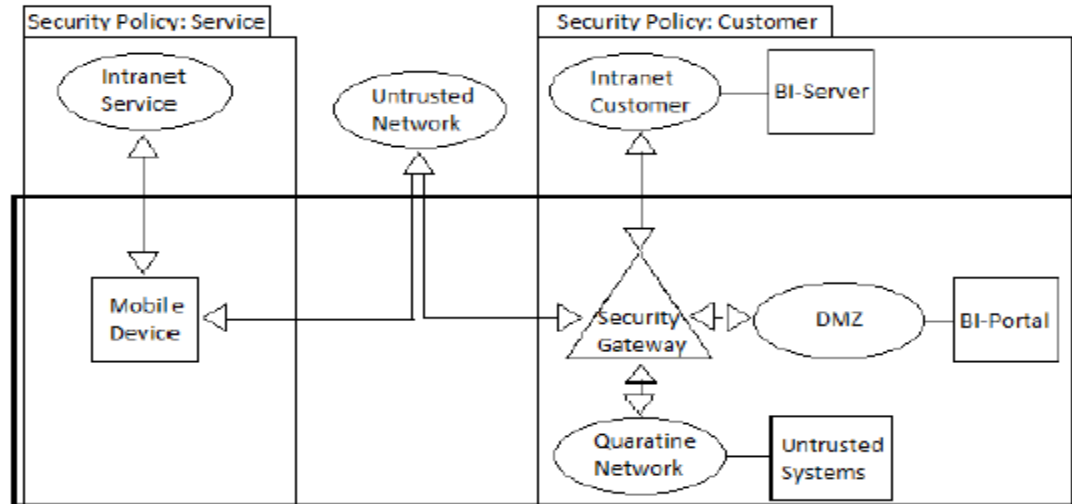 Security Policy: Service
Security Policy: Customer
Intranet
Service
Untrusted
Network
Intranet
Customer
BI-Server
Mobile
Device
Security
Gateway
DMZ
BI-Portal
Quaratine
Network
Untrusted
Systems